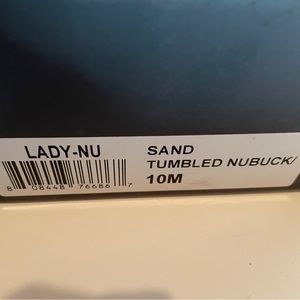 LADY-NU
8 08448 76686 7
SAND
TUMBLED NUBUCK/
10M